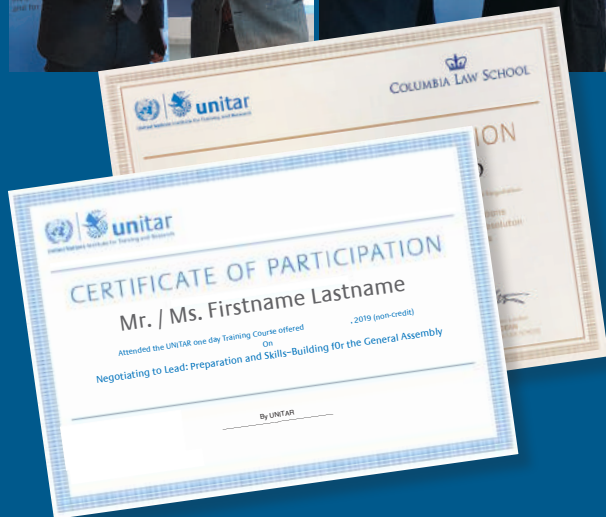 unitar
United Nations Institute for Training and Research
COLUMBIA LAW SCHOOL
ION
unitar
United Nations Institute for Training and Research
CERTIFICATE OF PARTICIPATION
Mr. / Ms. Firstname Lastname
Attended the UNITAR one day Training Course offered , 2019 (non-credit)
On
Negotiating to Lead: Preparation and Skills-Building f0r the General Assembly
By UNITAR